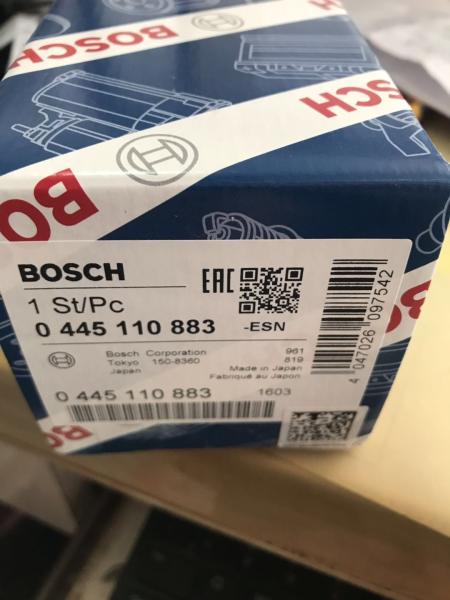 BOSCH
BOSCH
BO
BOSCH
EAC
1 St/Pc
0 445 110 883 -ESN
Bosch Corporation 961
Tokyo 150-8360 819
Japan Made in Japan
Fabriqué au Japon
0 445 110 883 1603
4 047026 097542